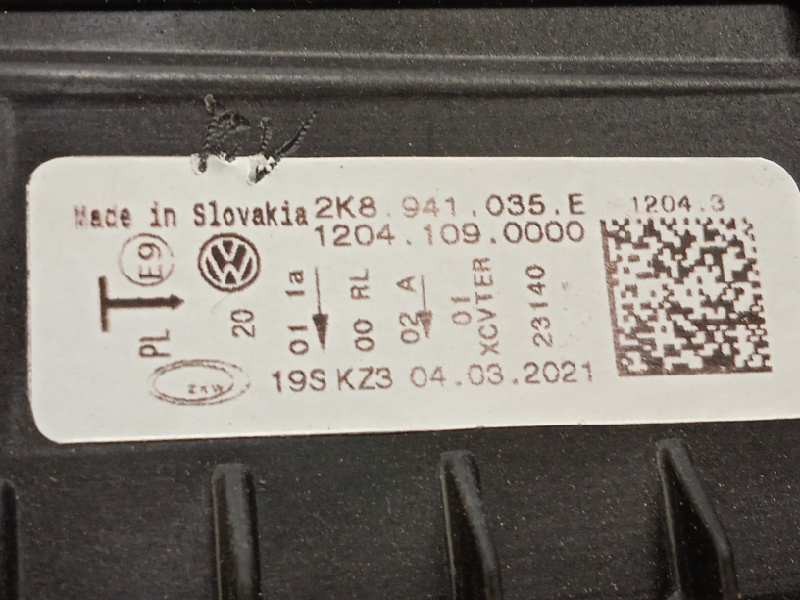 Made in Slovakia 2K8.941.035.E 1204.3
1204.109.0000
E9
VW
PL
20
01 1a
00 RL
02 A
01
XCVTER
23140
ZKW
19S KZ3 04.03.2021